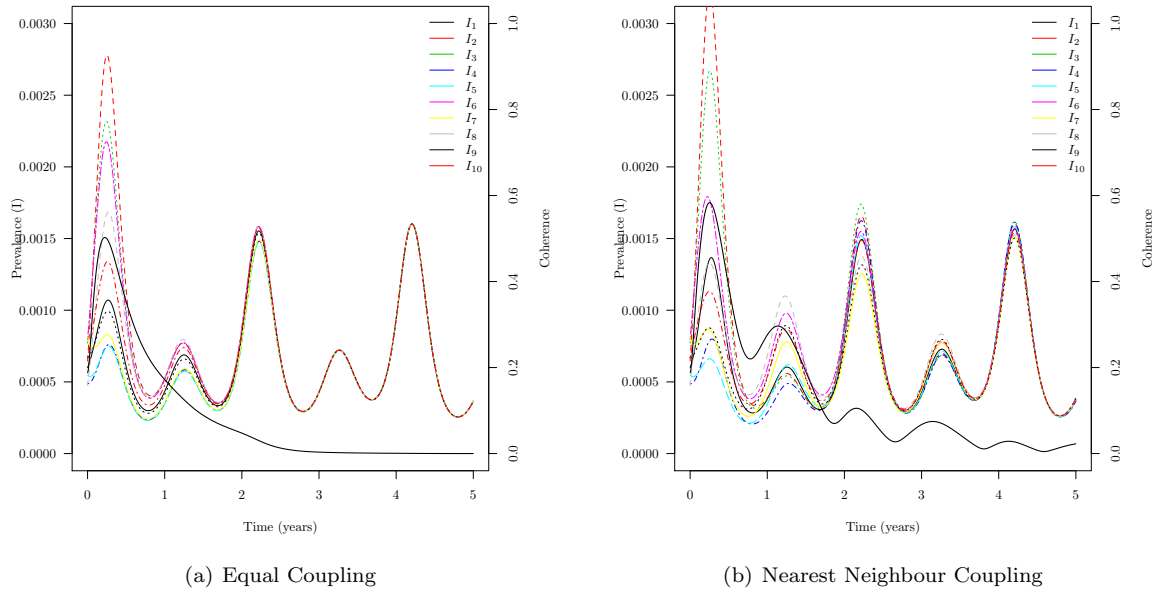 0.0030
0.0025
0.0020
0.0015
0.0010
0.0005
0.0000
Prevalance (I)
1.0
0.8
0.6
0.4
0.2
0.0
Coherence
I1
I2
I3
I4
I5
I6
I7
I8
I9
I10
0 1 2 3 4 5
Time (years)
(a) Equal Coupling
0.0030
0.0025
0.0020
0.0015
0.0010
0.0005
0.0000
Prevalance (I)
1.0
0.8
0.6
0.4
0.2
0.0
Coherence
I1
I2
I3
I4
I5
I6
I7
I8
I9
I10
0 1 2 3 4 5
Time (years)
(b) Nearest Neighbour Coupling